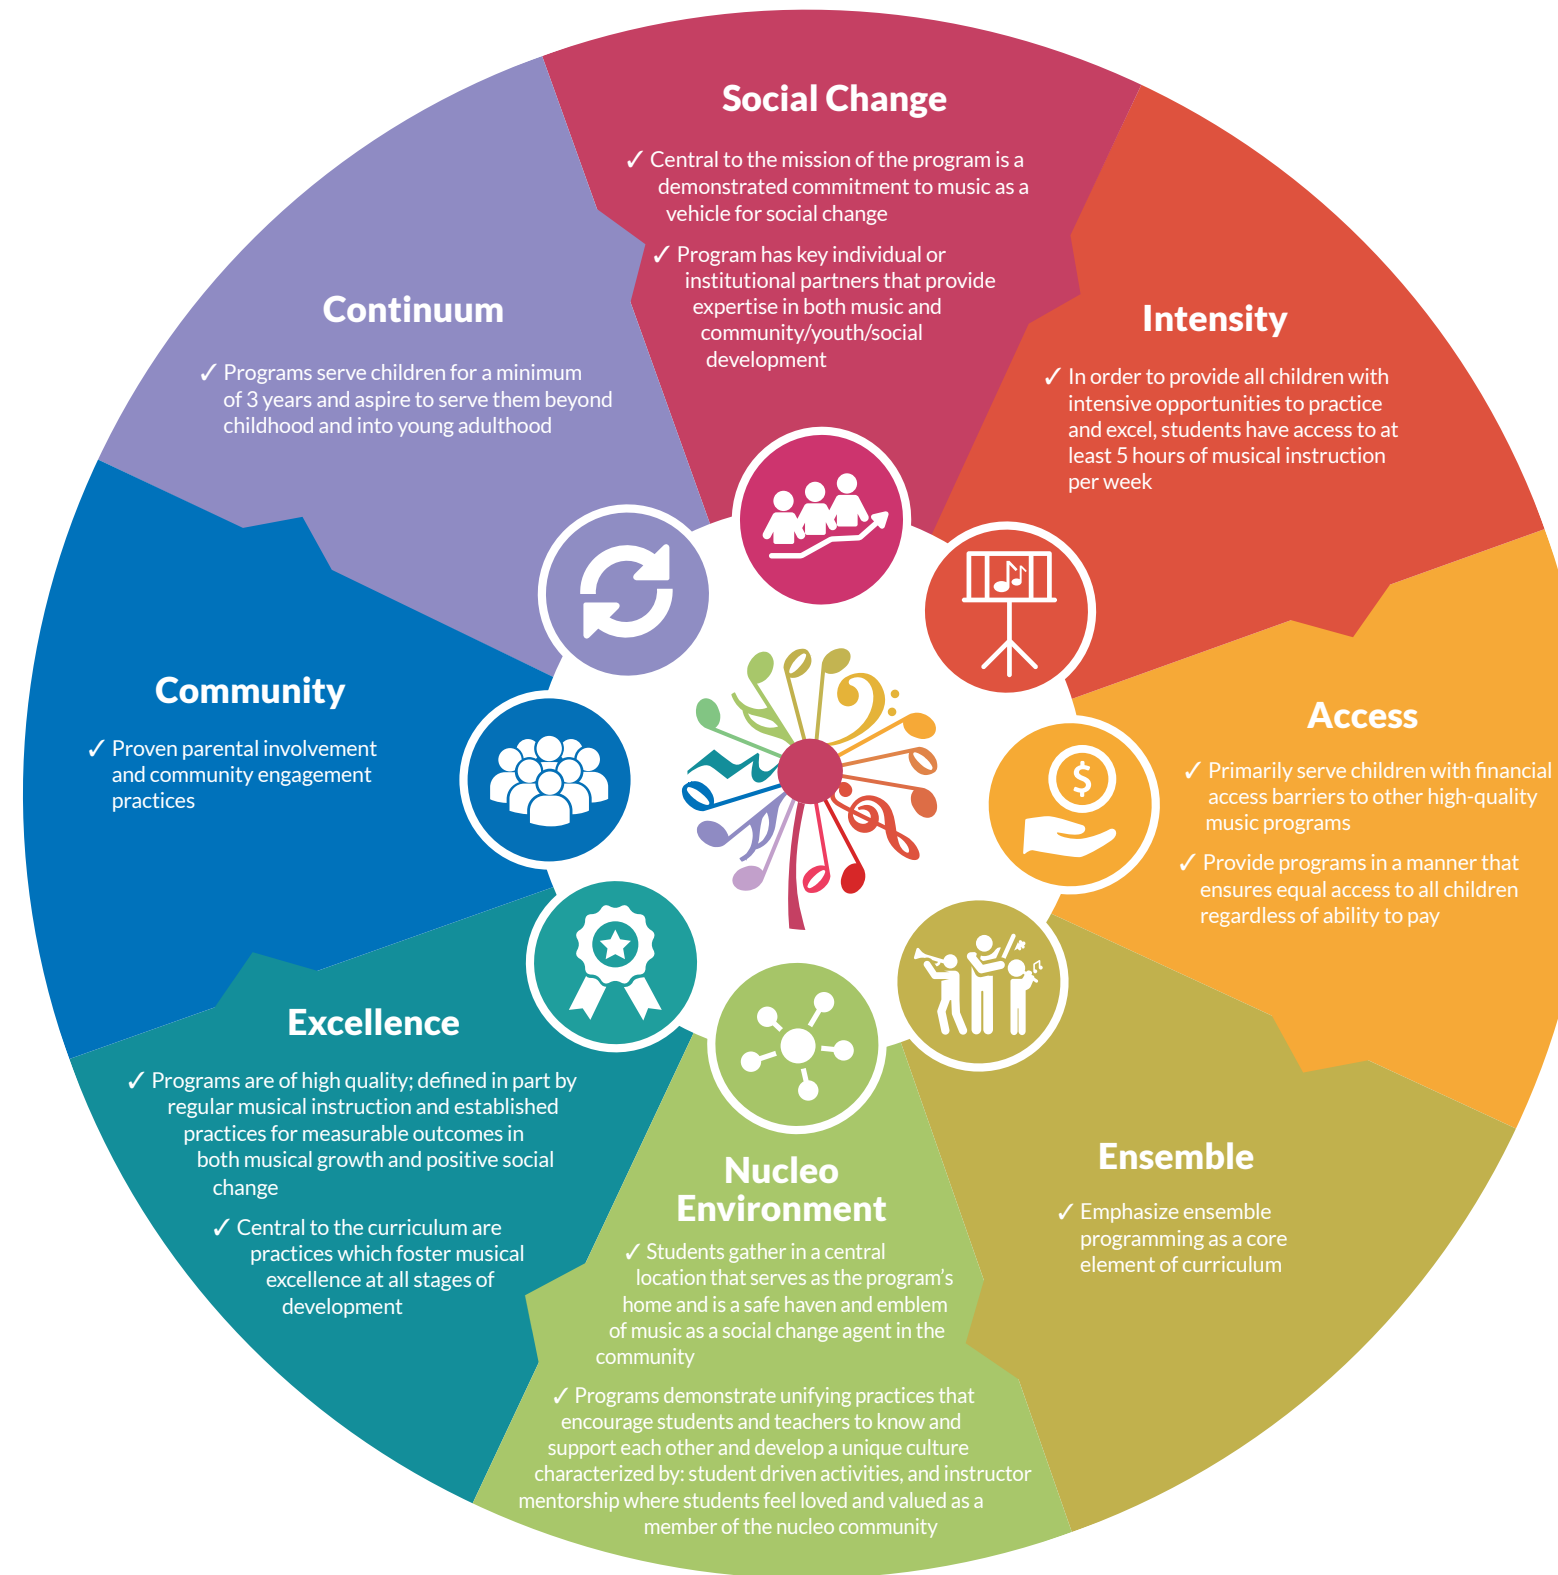 Social Change
✓ Central to the mission of the program is a
demonstrated commitment to music as a
vehicle for social change
✓ Program has key individual or
institutional partners that provide
expertise in both music and
community/youth/social
development
Intensity
✓ In order to provide all children with
intensive opportunities to practice
and excel, students have access to at
least 5 hours of musical instruction
per week
Access
✓ Primarily serve children with financial
access barriers to other high-quality
music programs
✓ Provide programs in a manner that
ensures equal access to all children
regardless of ability to pay
$
Ensemble
✓ Emphasize ensemble
programming as a core
element of curriculum
Nucleo
Environment
✓ Students gather in a central
location that serves as the program’s
home and is a safe haven and emblem
of music as a social change agent in the
community
✓ Programs demonstrate unifying practices that
encourage students and teachers to know and
support each other and develop a unique culture
characterized by: student driven activities, and instructor
mentorship where students feel loved and valued as a
member of the nucleo community
Excellence
✓ Programs are of high quality; defined in part by
regular musical instruction and established
practices for measurable outcomes in
both musical growth and positive social
change
✓ Central to the curriculum are
practices which foster musical
excellence at all stages of
development
Community
✓ Proven parental involvement
and community engagement
practices
Continuum
✓ Programs serve children for a minimum
of 3 years and aspire to serve them beyond
childhood and into young adulthood